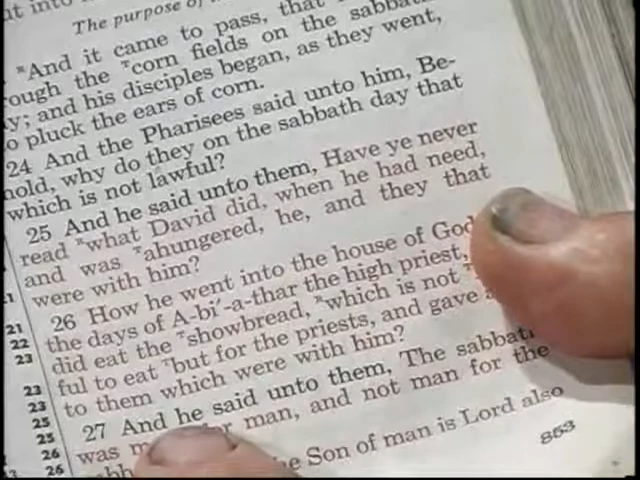 ut into
The purpose of
And it came to pass, that
rough the corn fields on the sabbat
y; and his disciples began, as they went,
o pluck the ears of corn.
24 And the Pharisees said unto him, Be-
hold, why do they on the sabbath day that
which is not lawful?
25 And he said unto them, Have ye never
read what David did, when he had need,
and was ahungered, he, and they that
were with him?
21 26 How he went into the house of God
22 the days of A-bi′-a-thar the high priest,
23 did eat the showbread, which is not
ful to eat but for the priests, and gave
23 to them which were with him?
23 27 And he said unto them, The sabbat
25 was m man, and not man for the
25
26 e Son of man is Lord also
26
853